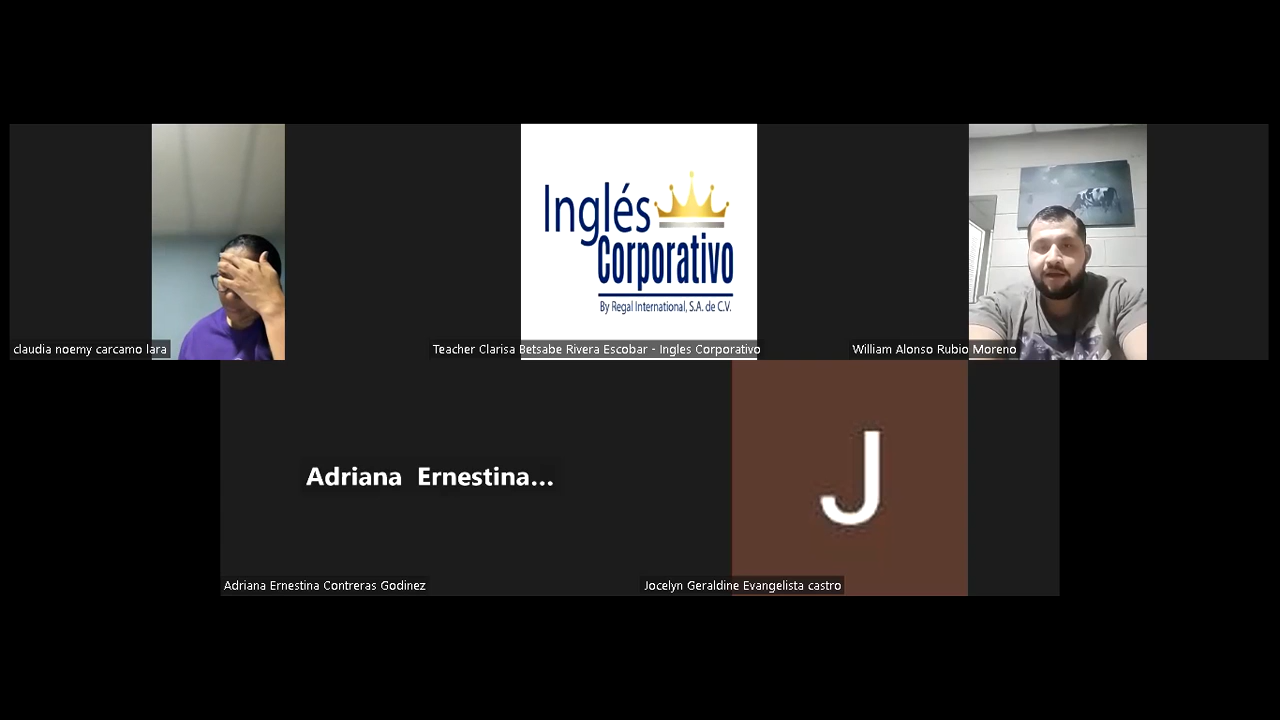 Inglés
Corporativo
By Regal International, S.A. de C.V.
claudia noemy carcamo lara
Teacher Clarisa Betsabe Rivera Escobar - Ingles Corporativo
William Alonso Rubio Moreno
Adriana Ernestina...
J
Adriana Ernestina Contreras Godinez
Jocelyn Geraldine Evangelista castro